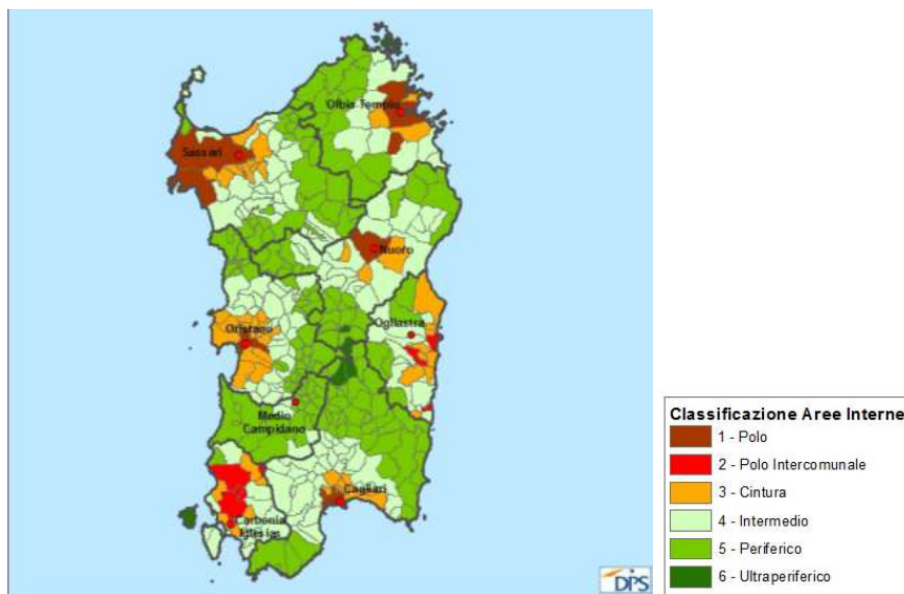 Olbia-Tempio
Sassari
Nuoro
Ogliastra
Oristano
Medio
Campidano
Cagliari
Carbonia
Iglesias
DPS
Classificazione Aree Interne
1 - Polo
2 - Polo Intercomunale
3 - Cintura
4 - Intermedio
5 - Periferico
6 - Ultraperiferico